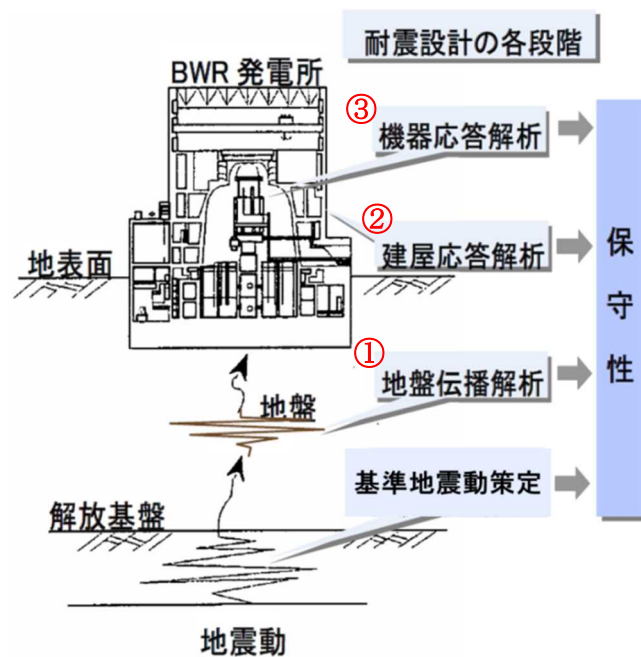 耐震設計の各段階
BWR 発電所
③
機器応答解析
②
建屋応答解析
地表面
①
地盤伝播解析
地盤
基準地震動策定
解放基盤
地震動
保守性